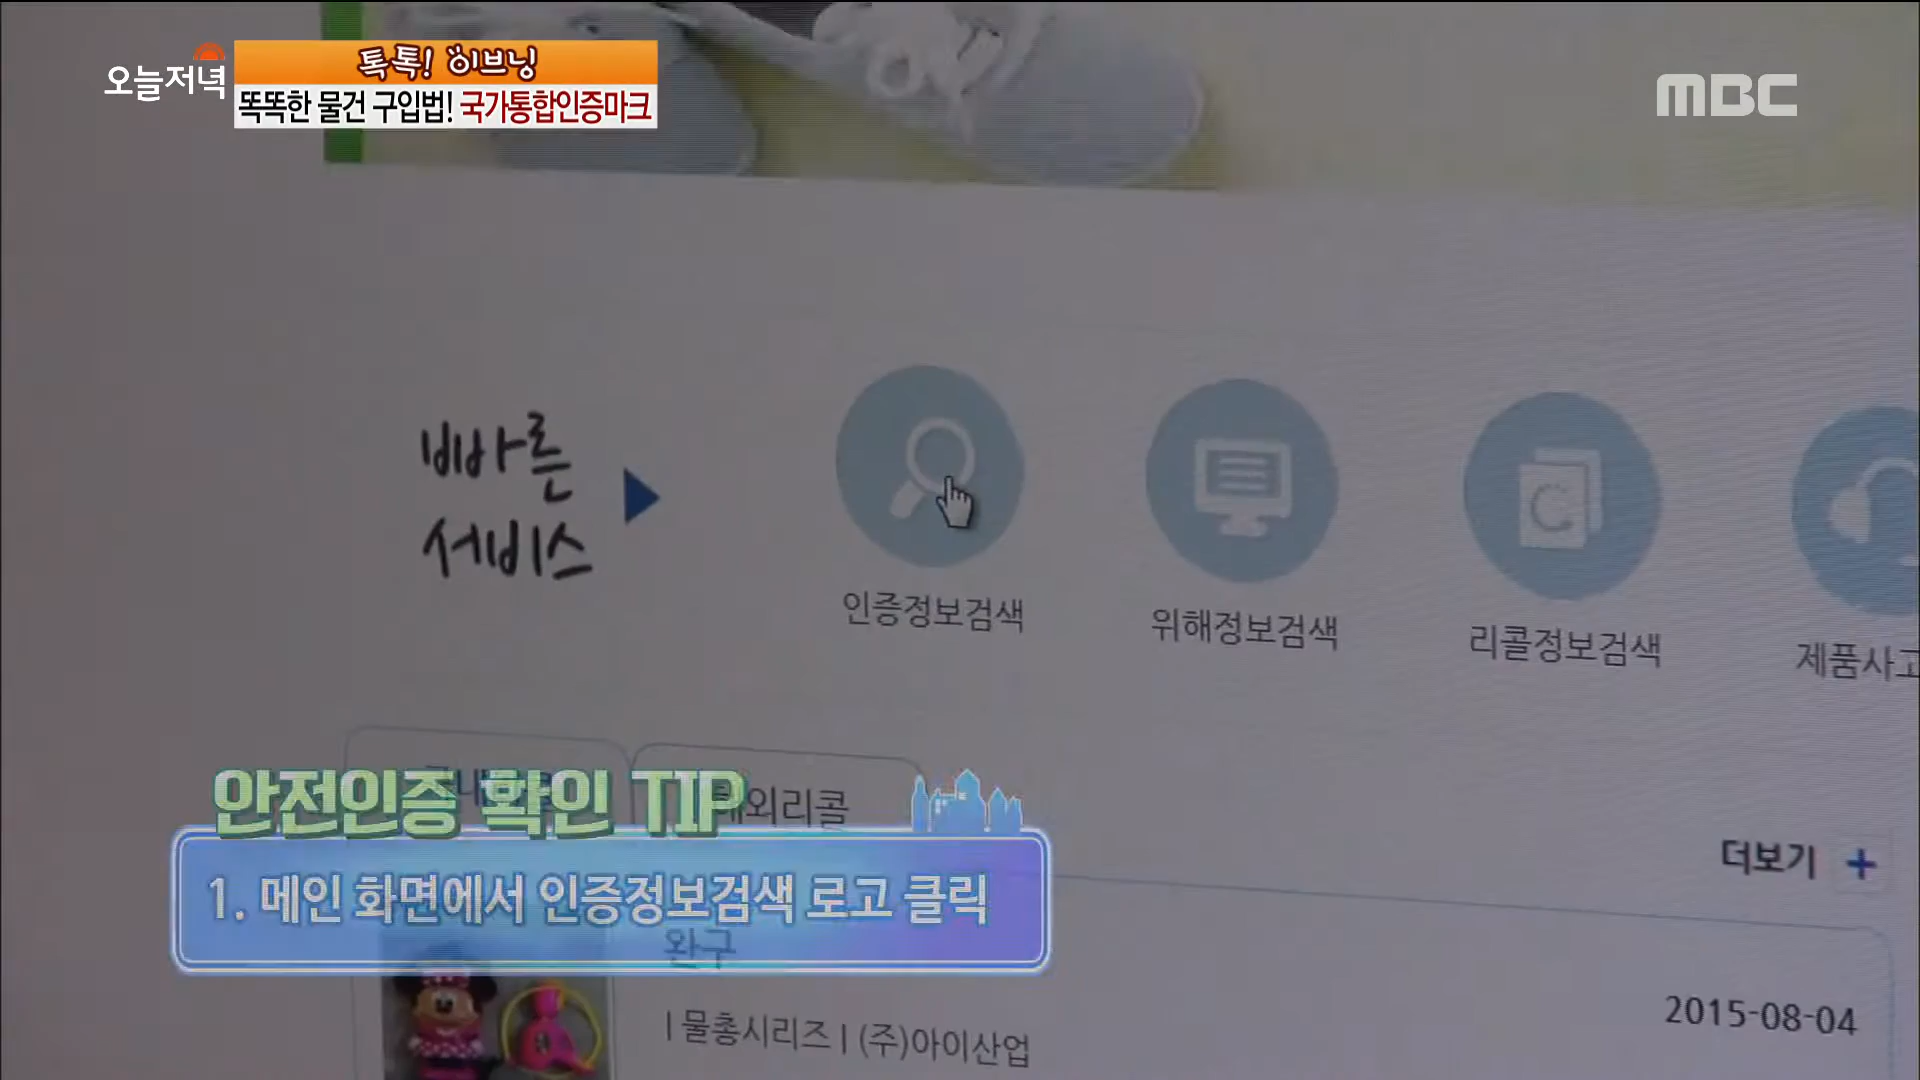 톡톡! 이브닝
오늘저녁
똑똑한 물건 구입법! 국가통합인증마크
MBC
빠른
서비스
인증정보검색
위해정보검색
리콜정보검색
제품사고
해외리콜
안전인증 확인 TIP
더보기 +
1. 메인 화면에서 인증정보검색 로고 클릭
완구
2015-08-04
| 물총시리즈 | (주)아이산업